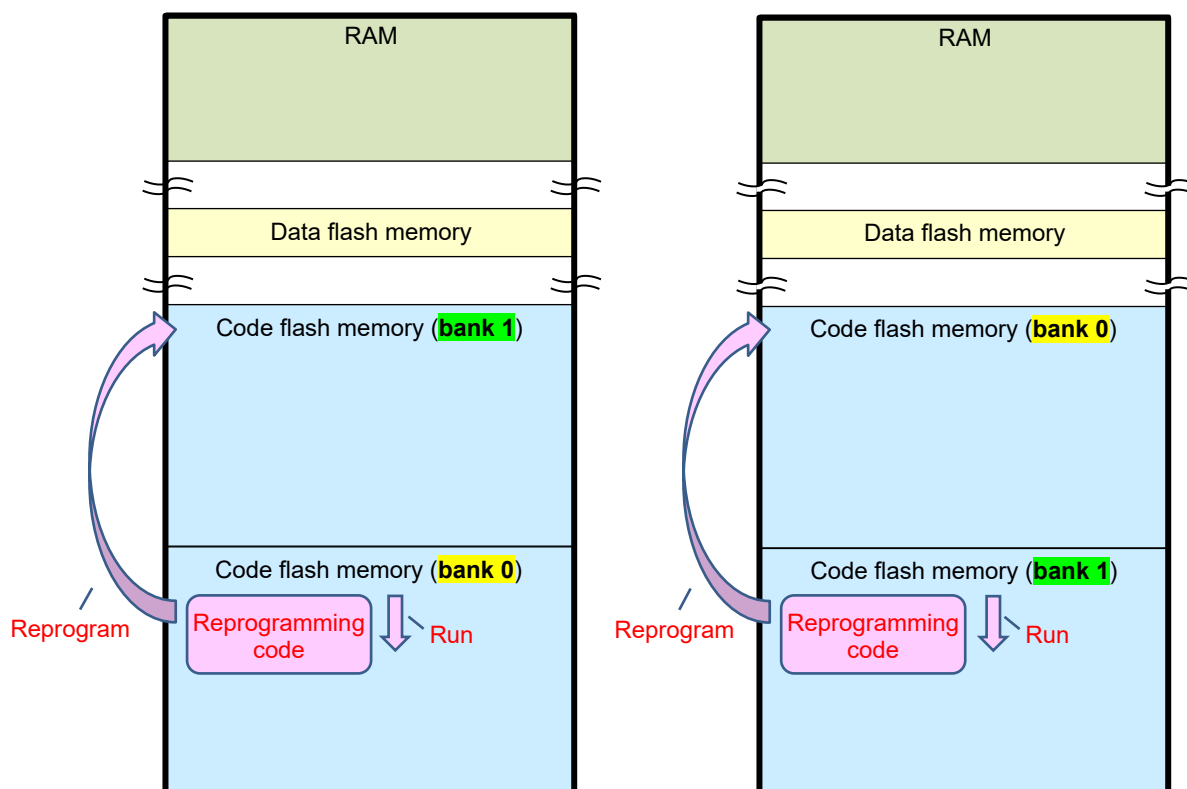 RAM
Data flash memory
Code flash memory (bank 1)
Code flash memory (bank 0)
Reprogram
Reprogramming
code
Run
RAM
Data flash memory
Code flash memory (bank 0)
Code flash memory (bank 1)
Reprogram
Reprogramming
code
Run